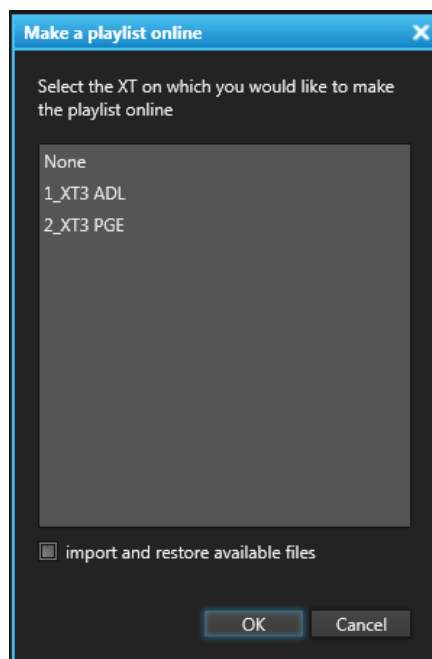 Make a playlist online
Select the XT on which you would like to make
the playlist online
None
1_XT3 ADL
2_XT3 PGE
import and restore available files
OK Cancel